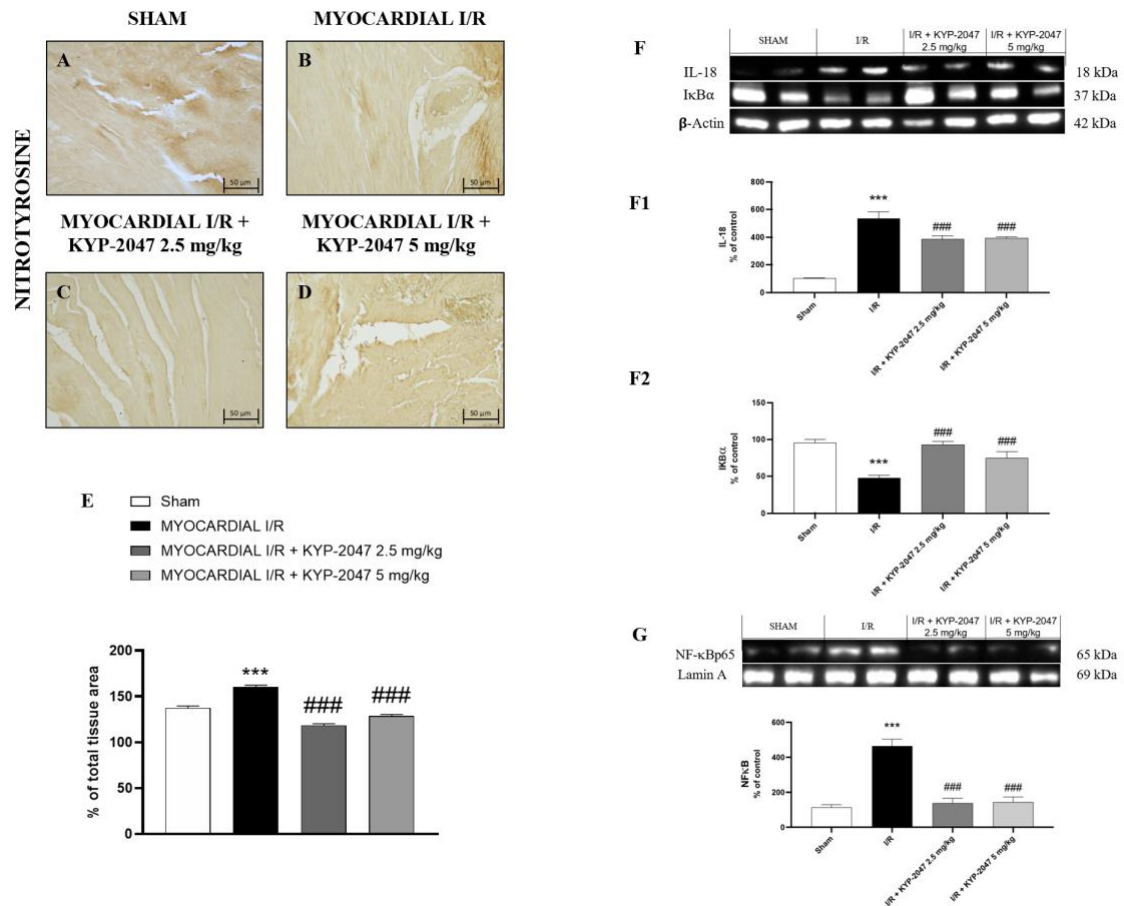 SHAM
MYOCARDIAL I/R
NITROTYROSINE
A
50 µm
B
50 µm
MYOCARDIAL I/R +
KYP-2047 2.5 mg/kg
MYOCARDIAL I/R +
KYP-2047 5 mg/kg
C
50 µm
D
50 µm
E
Sham
MYOCARDIAL I/R
MYOCARDIAL I/R + KYP-2047 2.5 mg/kg
MYOCARDIAL I/R + KYP-2047 5 mg/kg
% of total tissue area
200
150
100
50
0
***
###
###
F
SHAM
I/R
I/R + KYP-2047
2.5 mg/kg
I/R + KYP-2047
5 mg/kg
IL-18
18 kDa
IκBα
37 kDa
β-Actin
42 kDa
F1
IL-18
% of control
800
600
400
200
0
***
###
###
Sham
I/R
I/R + KYP-2047 2.5 mg/kg
I/R + KYP-2047 5 mg/kg
F2
IKBα
% of control
150
100
50
0
***
###
###
Sham
I/R
I/R + KYP-2047 2.5 mg/kg
I/R + KYP-2047 5 mg/kg
G
SHAM
I/R
I/R + KYP-2047
2.5 mg/kg
I/R + KYP-2047
5 mg/kg
NF-κBp65
65 kDa
Lamin A
69 kDa
NFKB
% of control
600
400
200
0
***
###
###
Sham
I/R
I/R + KYP-2047 2.5 mg/kg
I/R + KYP-2047 5 mg/kg